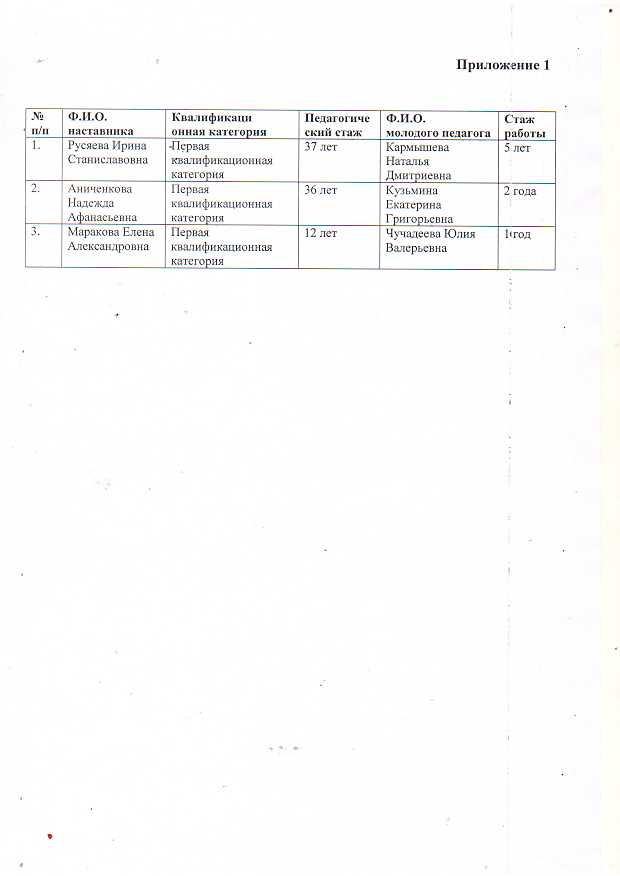 Приложение 1
№ п/п Ф.И.О. наставника Квалификаци онная категория Педагогиче ский стаж Ф.И.О. молодого педагога Стаж работы
1. Русяева Ирина Станиславовна Первая квалификационная категория 37 лет Кармышева Наталья Дмитриевна 5 лет
2. Аниченкова Надежда Афанасьевна Первая квалификационная категория 36 лет Кузьмина Екатерина Григорьевна 2 года
3. Маракова Елена Александровна Первая квалификационная категория 12 лет Чучадеева Юлия Валерьевна 1 год